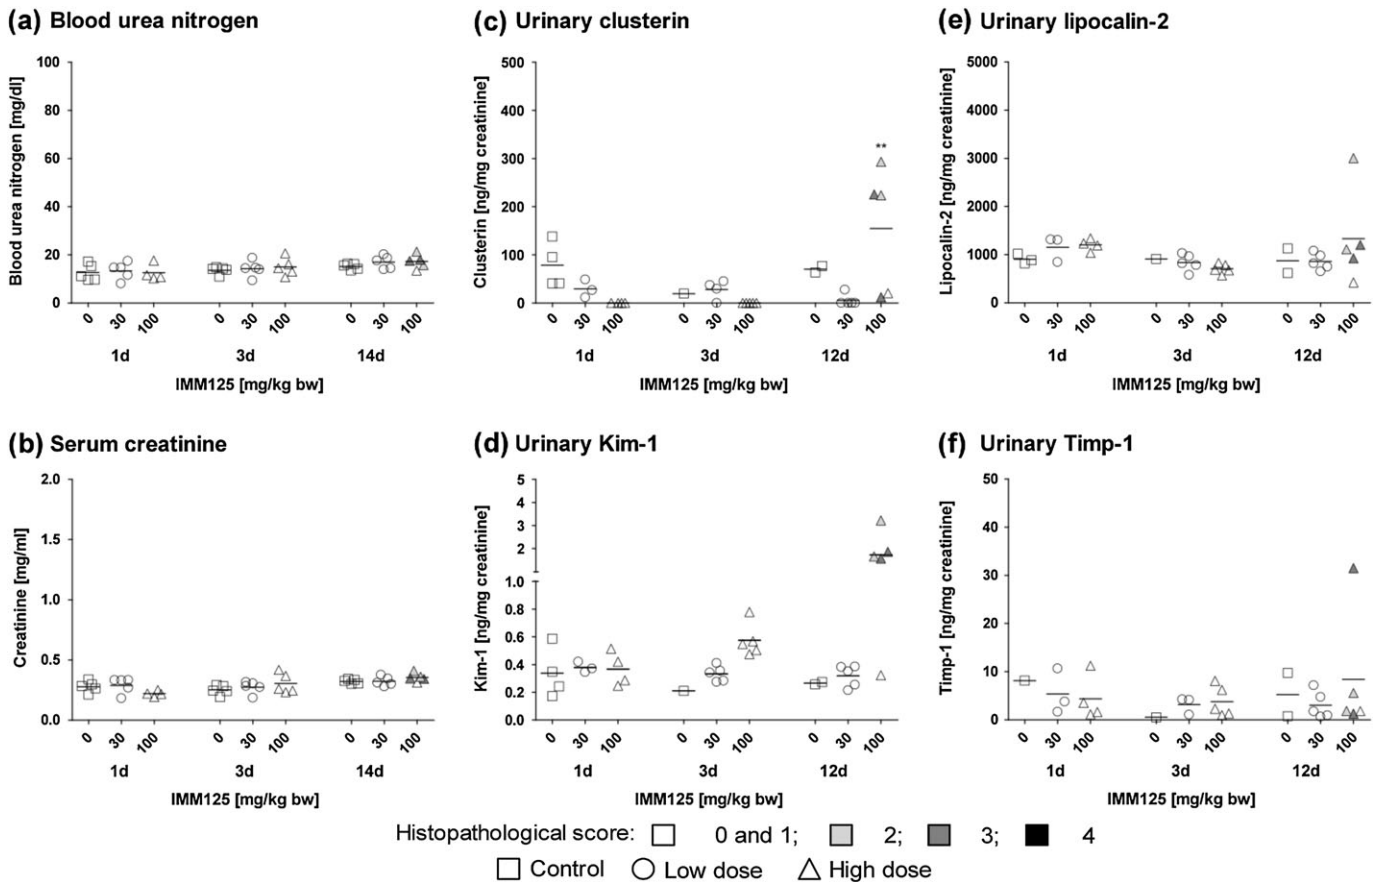 (a) Blood urea nitrogen
Blood urea nitrogen [mg/dl]
100
80
60
40
20
0
0 30 100 0 30 100 0 30 100
1d 3d 14d
IMM125 [mg/kg bw]
(c) Urinary clusterin
Clusterin [ng/mg creatinine]
500
400
300
200
100
0
**
0 30 100 0 30 100 0 30 100
1d 3d 12d
IMM125 [mg/kg bw]
(e) Urinary lipocalin-2
Lipocalin-2 [ng/mg creatinine]
5000
4000
3000
2000
1000
0
0 30 100 0 30 100 0 30 100
1d 3d 12d
IMM125 [mg/kg bw]
(b) Serum creatinine
Creatinine [mg/ml]
2.0
1.5
1.0
0.5
0.0
0 30 100 0 30 100 0 30 100
1d 3d 14d
IMM125 [mg/kg bw]
(d) Urinary Kim-1
Kim-1 [ng/mg creatinine]
5
4
3
2
1.0
0.8
0.6
0.4
0.2
0.0
0 30 100 0 30 100 0 30 100
1d 3d 12d
IMM125 [mg/kg bw]
(f) Urinary Timp-1
Timp-1 [ng/mg creatinine]
50
40
30
20
10
0
0 30 100 0 30 100 0 30 100
1d 3d 12d
IMM125 [mg/kg bw]
Histopathological score: 0 and 1; 2; 3; 4
Control Low dose High dose